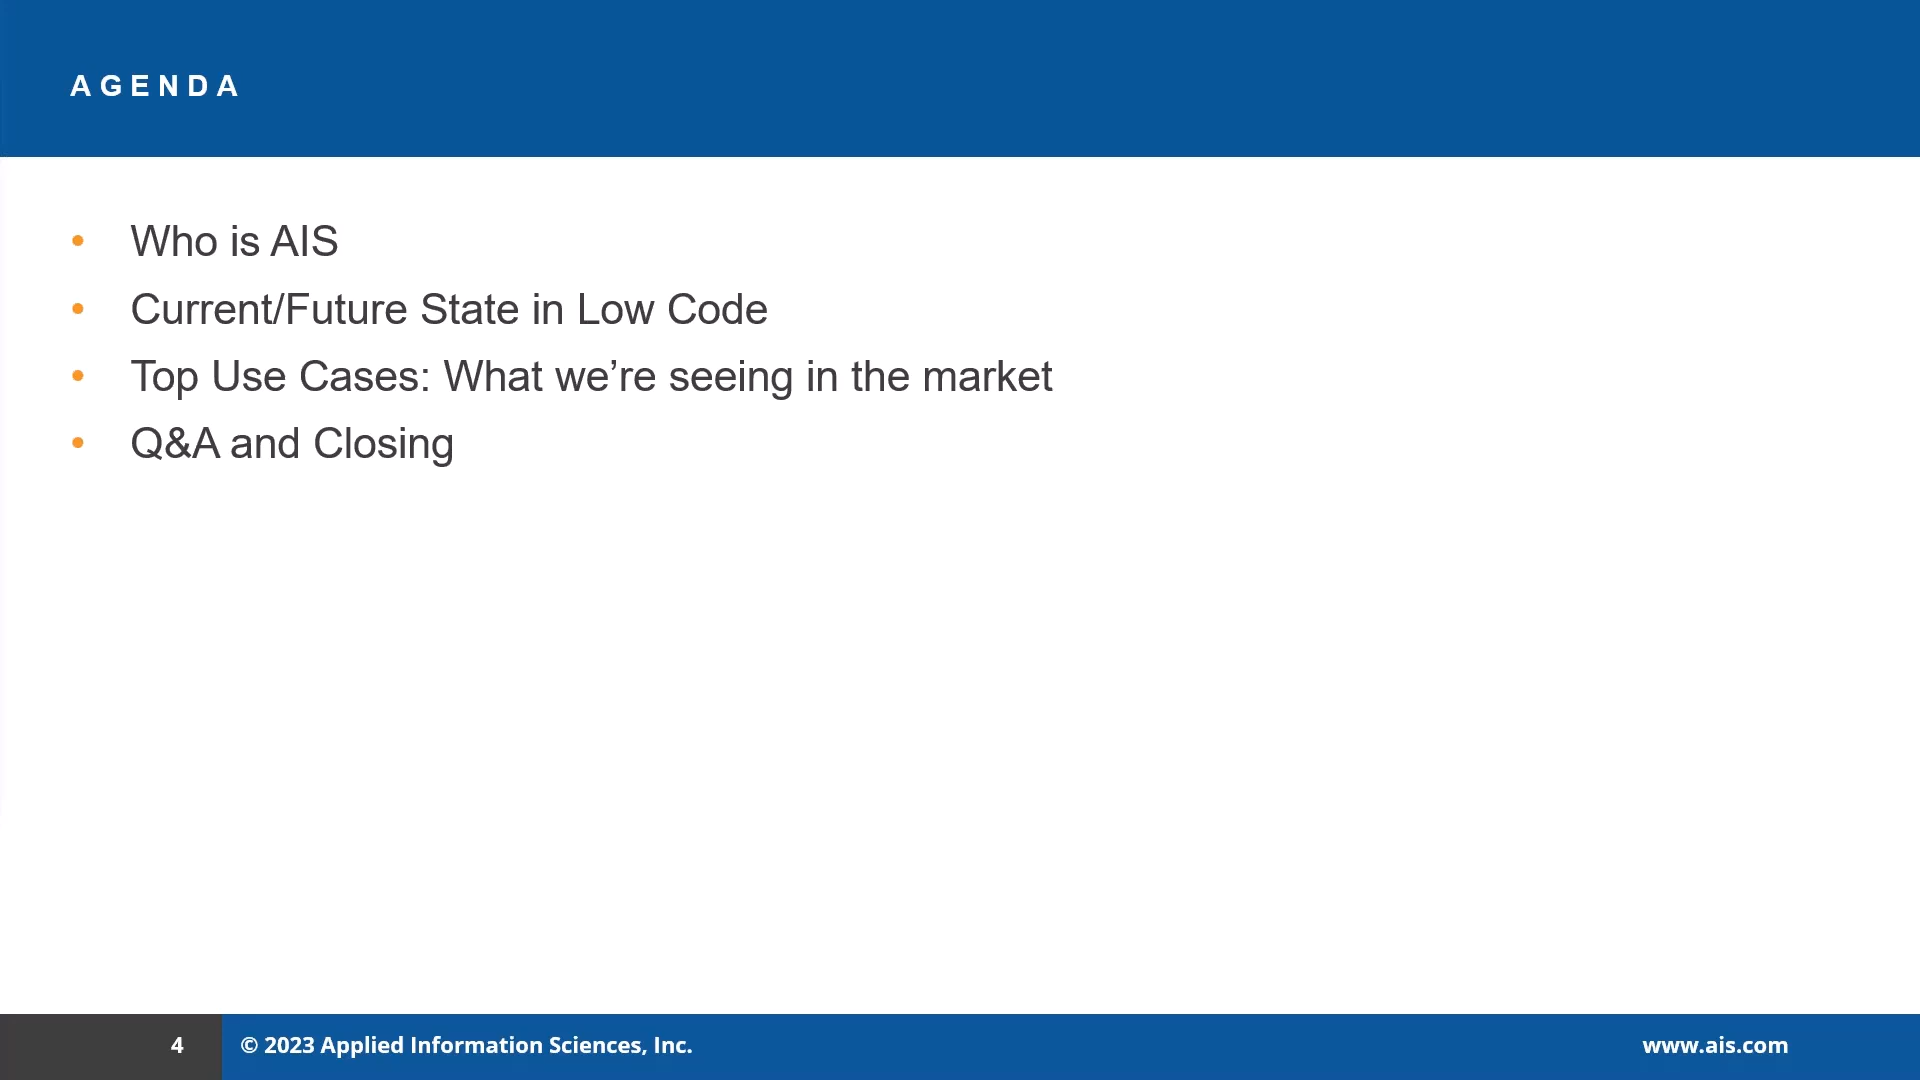 AGENDA
• Who is AIS
• Current/Future State in Low Code
• Top Use Cases: What we’re seeing in the market
• Q&A and Closing
4
© 2023 Applied Information Sciences, Inc.
www.ais.com